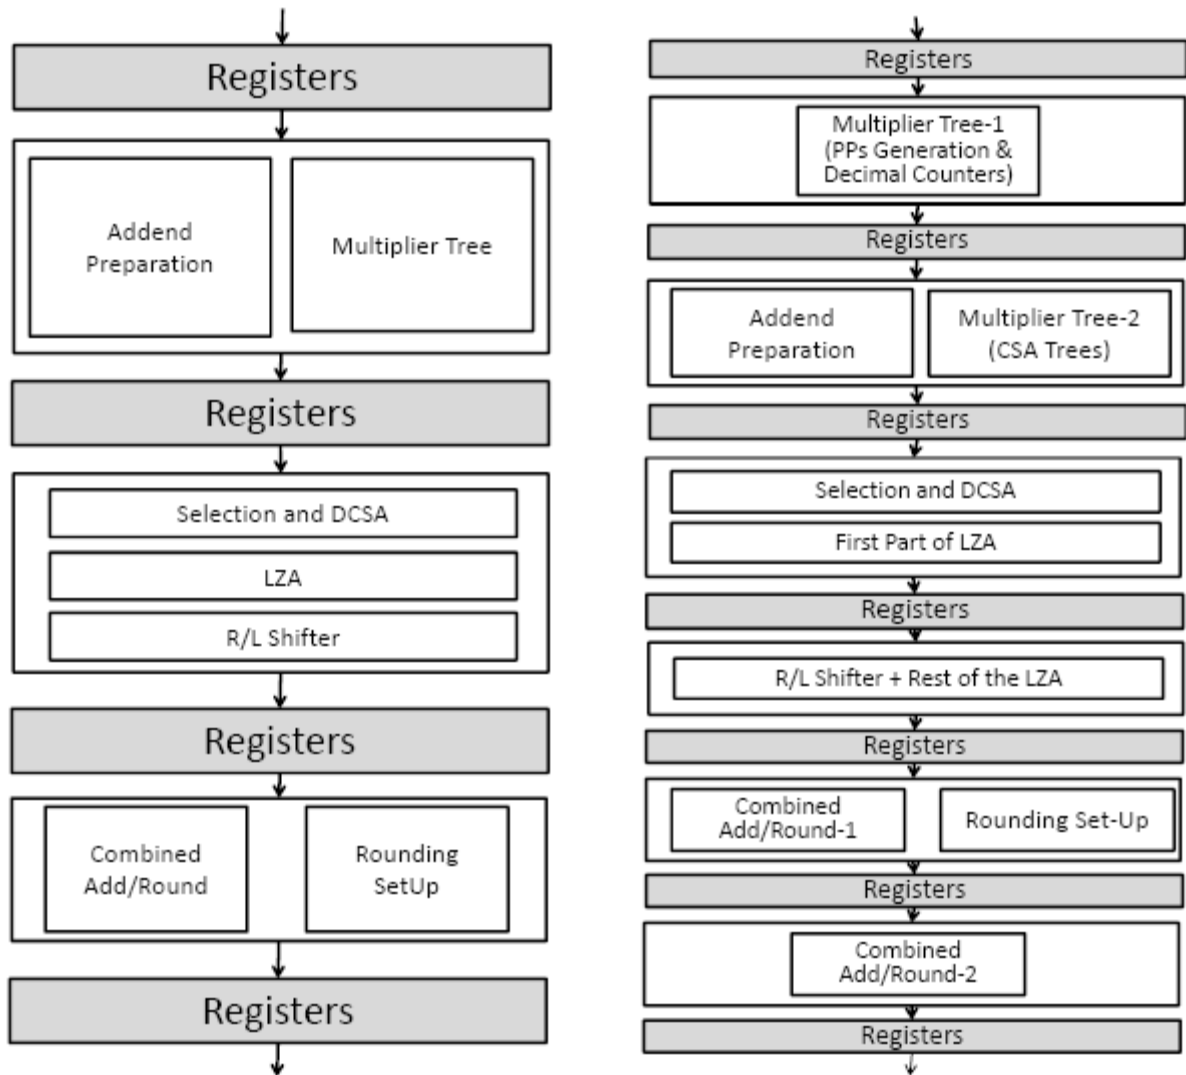 Registers
Addend
Preparation
Multiplier Tree
Registers
Selection and DCSA
LZA
R/L Shifter
Registers
Combined
Add/Round
Rounding
SetUp
Registers
Registers
Multiplier Tree-1
(PPs Generation &
Decimal Counters)
Registers
Addend
Preparation
Multiplier Tree-2
(CSA Trees)
Registers
Selection and DCSA
First Part of LZA
Registers
R/L Shifter + Rest of the LZA
Registers
Combined
Add/Round-1
Rounding Set-Up
Registers
Combined
Add/Round-2
Registers